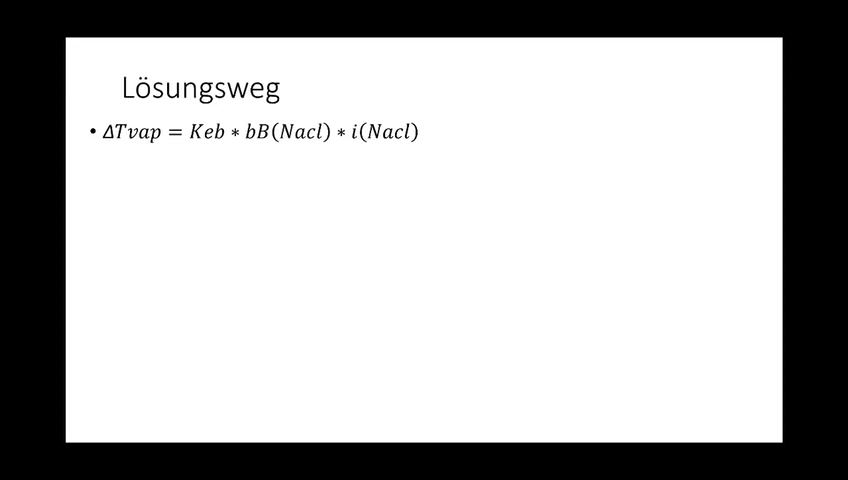 Lösungsweg
• ΔTvap = Keb ∗ bB(Nacl) ∗ i(Nacl)